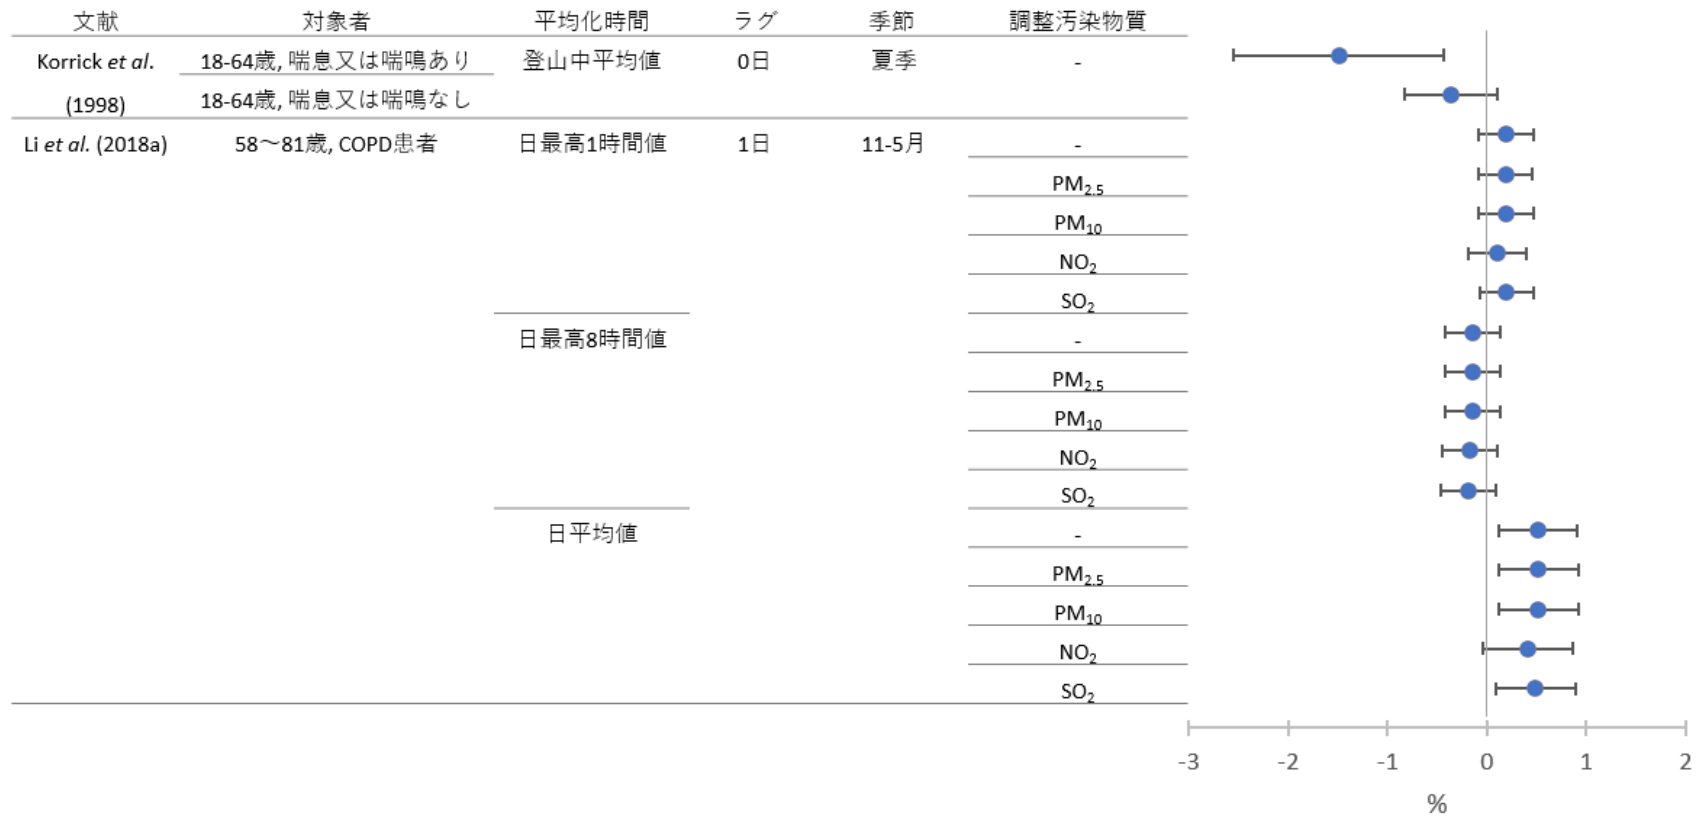 文献 対象者 平均化時間 ラグ 季節 調整汚染物質
Korrick et al. 18-64歳, 喘息又は喘鳴あり 登山中平均値 0日 夏季 -
(1998) 18-64歳, 喘息又は喘鳴なし
Li et al. (2018a) 58～81歳, COPD患者 日最高1時間値 1日 11-5月 -
PM2.5
PM10
NO2
SO2
日最高8時間値 -
PM2.5
PM10
NO2
SO2
日平均値 -
PM2.5
PM10
NO2
SO2
-3 -2 -1 0 1 2
%